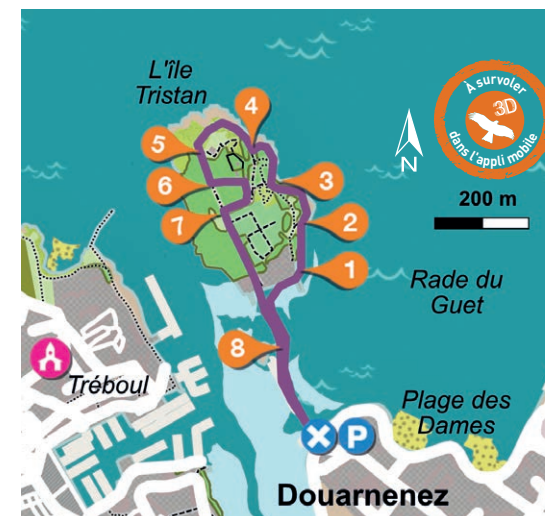 L'île
Tristan
À survoler
3D
dans l'appli mobile
N
200 m
4
5
3
6
2
7
1
Rade du
Guet
8
Tréboul
Plage des
Dames
P
Douarnenez